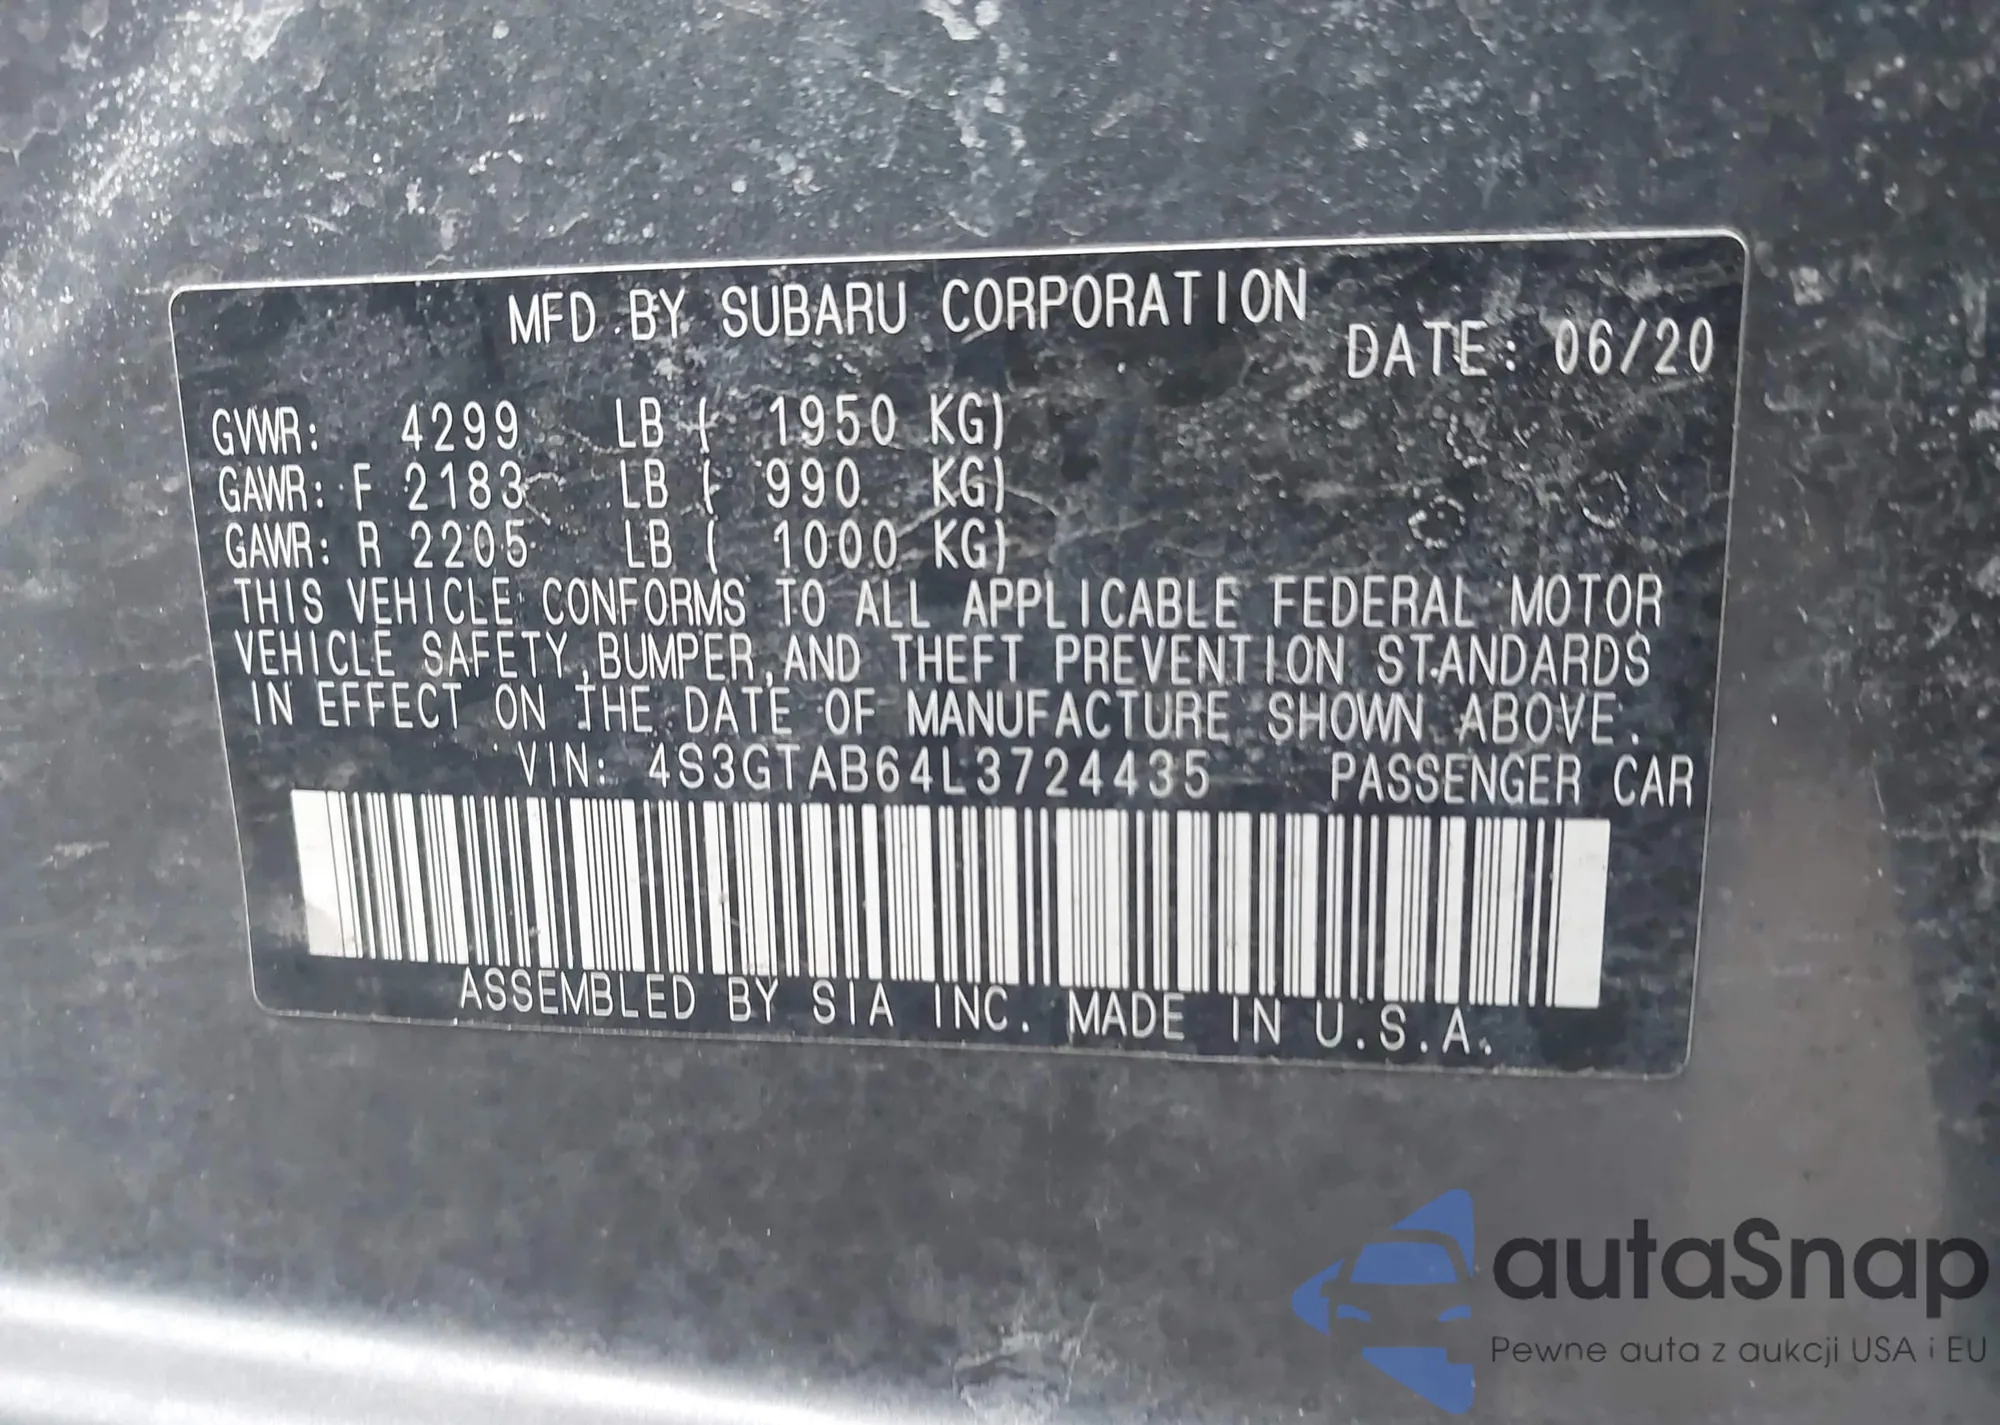 MFD BY SUBARU CORPORATION
DATE: 06/20
GVWR: 4299 LB ( 1950 KG)
GAWR: F 2183 LB ( 990 KG)
GAWR: R 2205 LB ( 1000 KG)
THIS VEHICLE CONFORMS TO ALL APPLICABLE FEDERAL MOTOR
VEHICLE SAFETY,BUMPER,AND THEFT PREVENTION STANDARDS
IN EFFECT ON THE DATE OF MANUFACTURE SHOWN ABOVE.
VIN: 4S3GTAB64L3724435 PASSENGER CAR
ASSEMBLED BY SIA INC. MADE IN U.S.A.
autaSnap
Pewne auta z aukcji USA i EU